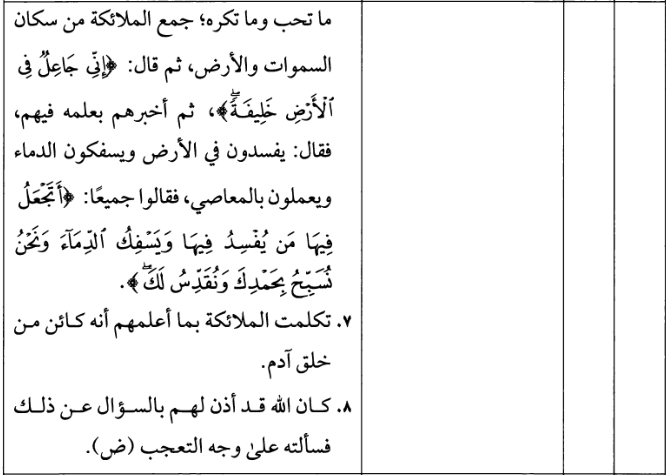 ما تحب وما تكره؛ جمع الملائكة من سكان
السموات والأرض، ثم قال: ﴿إِنِّي جَاعِلٌ فِي
ٱلْأَرْضِ خَلِيفَةًۖ﴾، ثم أخبرهم بعلمه فيهم،
فقال: يفسدون في الأرض ويسفكون الدماء
ويعملون بالمعاصي، فقالوا جميعًا: ﴿أَتَجْعَلُ
فِيهَا مَن يُفْسِدُ فِيهَا وَيَسْفِكُ ٱلدِّمَآءَ وَنَحْنُ
نُسَبِّحُ بِحَمْدِكَ وَنُقَدِّسُ لَكَۖ﴾.
٧. تكلمت الملائكة بما أعلمهم أنه كائن من
خلق آدم.
٨. كان الله قد أذن لهم بالسؤال عن ذلك
فسألته علىٰ وجه التعجب (ض).